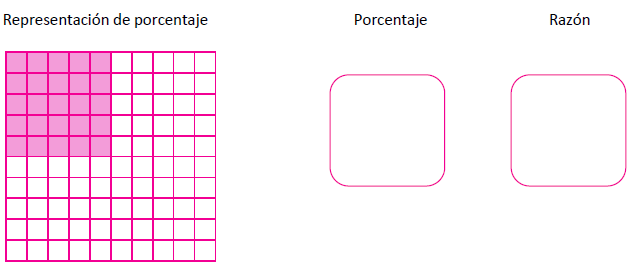 Representación de porcentaje
Porcentaje
Razón